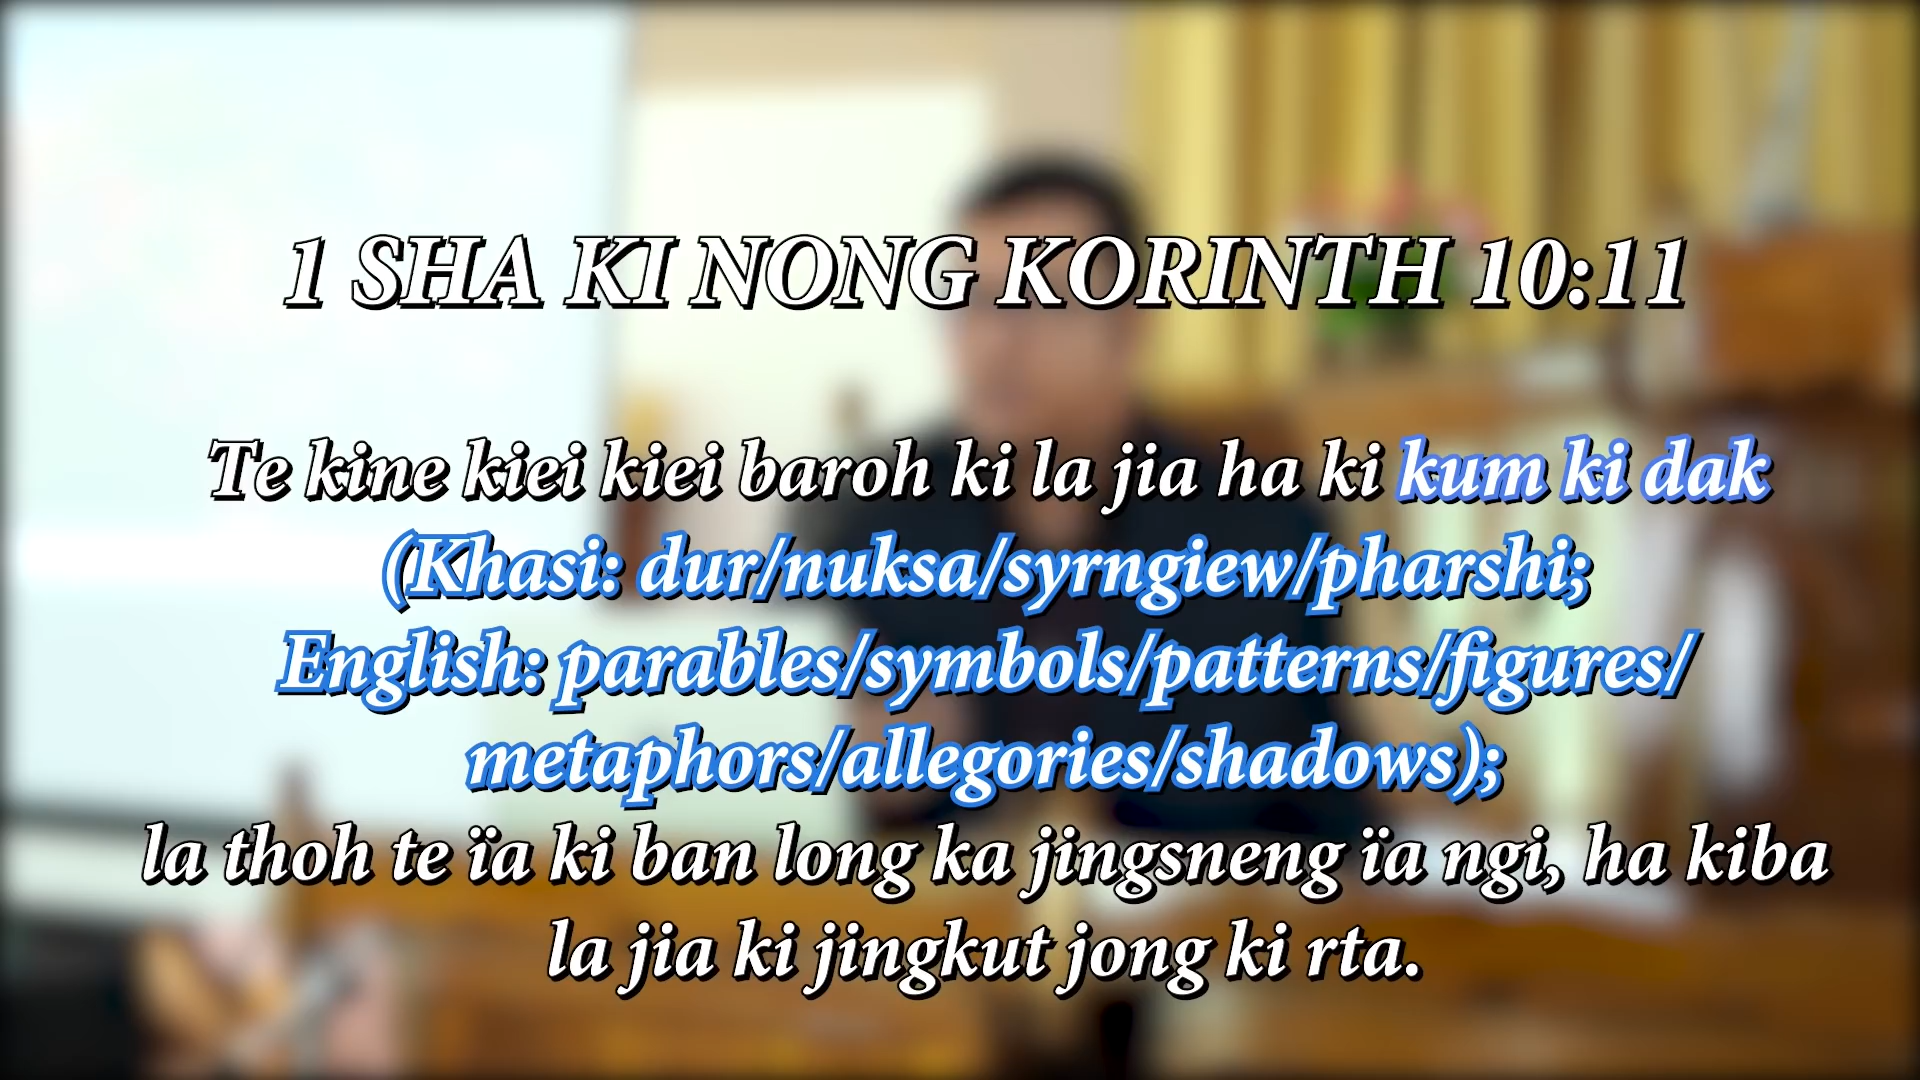 1 SHA KI NONG KORINTH 10:11
Te kine kiei kiei baroh ki la jia ha ki kum ki dak
(Khasi: dur/nuksa/syrngiew/pharshi;
English: parables/symbols/patterns/figures/
metaphors/allegories/shadows);
la thoh te ïa ki ban long ka jingsneng ïa ngi, ha kiba
la jia ki jingkut jong ki rta.